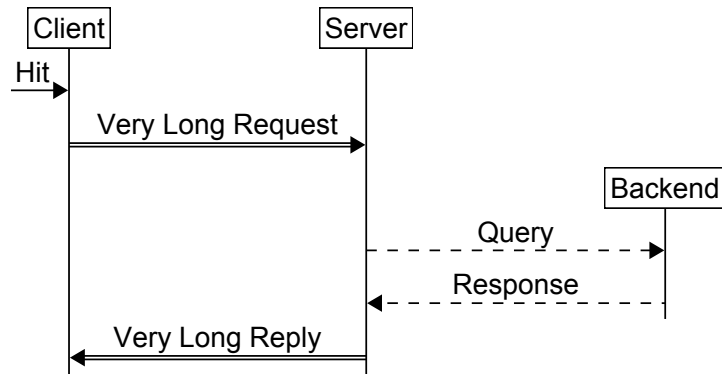 Client
Server
Hit
Very Long Request
Backend
Query
Response
Very Long Reply